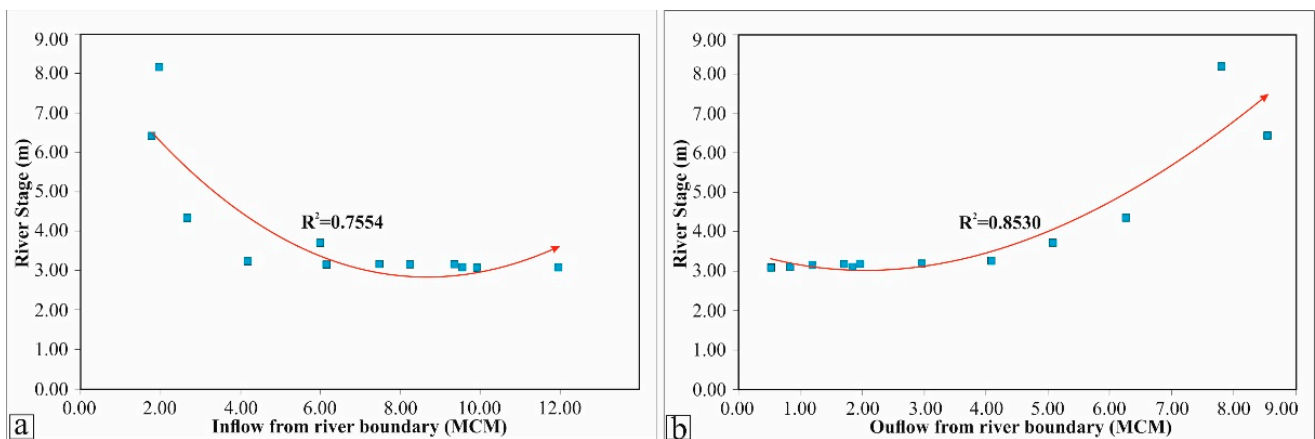 9.00
8.00
7.00
6.00
5.00
4.00
3.00
2.00
1.00
0.00
River Stage (m)
R²=0.7554
0.00 2.00 4.00 6.00 8.00 10.00 12.00
Inflow from river boundary (MCM)
a
9.00
8.00
7.00
6.00
5.00
4.00
3.00
2.00
1.00
0.00
River Stage (m)
R²=0.8530
0.00 1.00 2.00 3.00 4.00 5.00 6.00 7.00 8.00 9.00
Ouflow from river boundary (MCM)
b